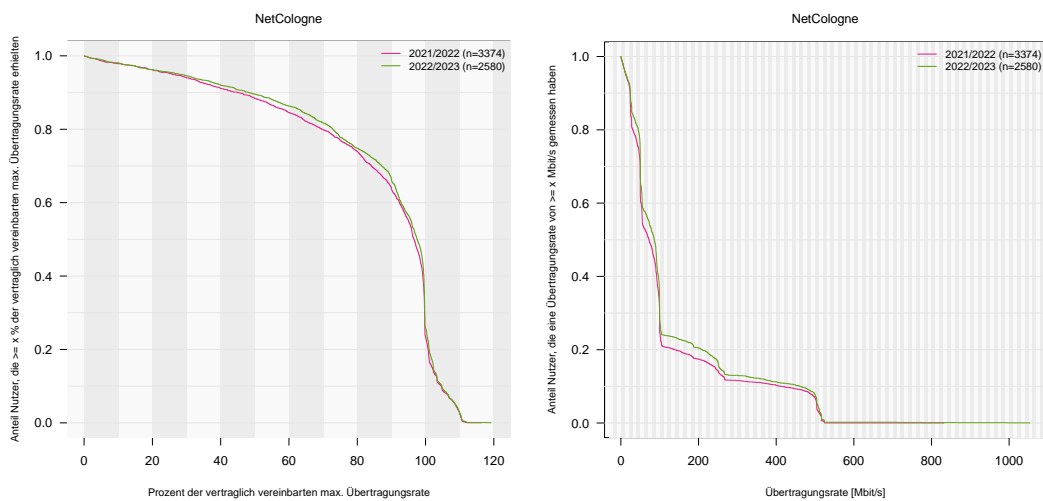 NetCologne
2021/2022 (n=3374)
2022/2023 (n=2580)
Anteil Nutzer, die >= x % der vertraglich vereinbarten max. Übertragungsrate erhielten
1.0
0.8
0.6
0.4
0.2
0.0
0 20 40 60 80 100 120
Prozent der vertraglich vereinbarten max. Übertragungsrate
NetCologne
2021/2022 (n=3374)
2022/2023 (n=2580)
Anteil Nutzer, die eine Übertragungsrate von >= x Mbit/s gemessen haben
1.0
0.8
0.6
0.4
0.2
0.0
0 200 400 600 800 1000
Übertragungsrate [Mbit/s]